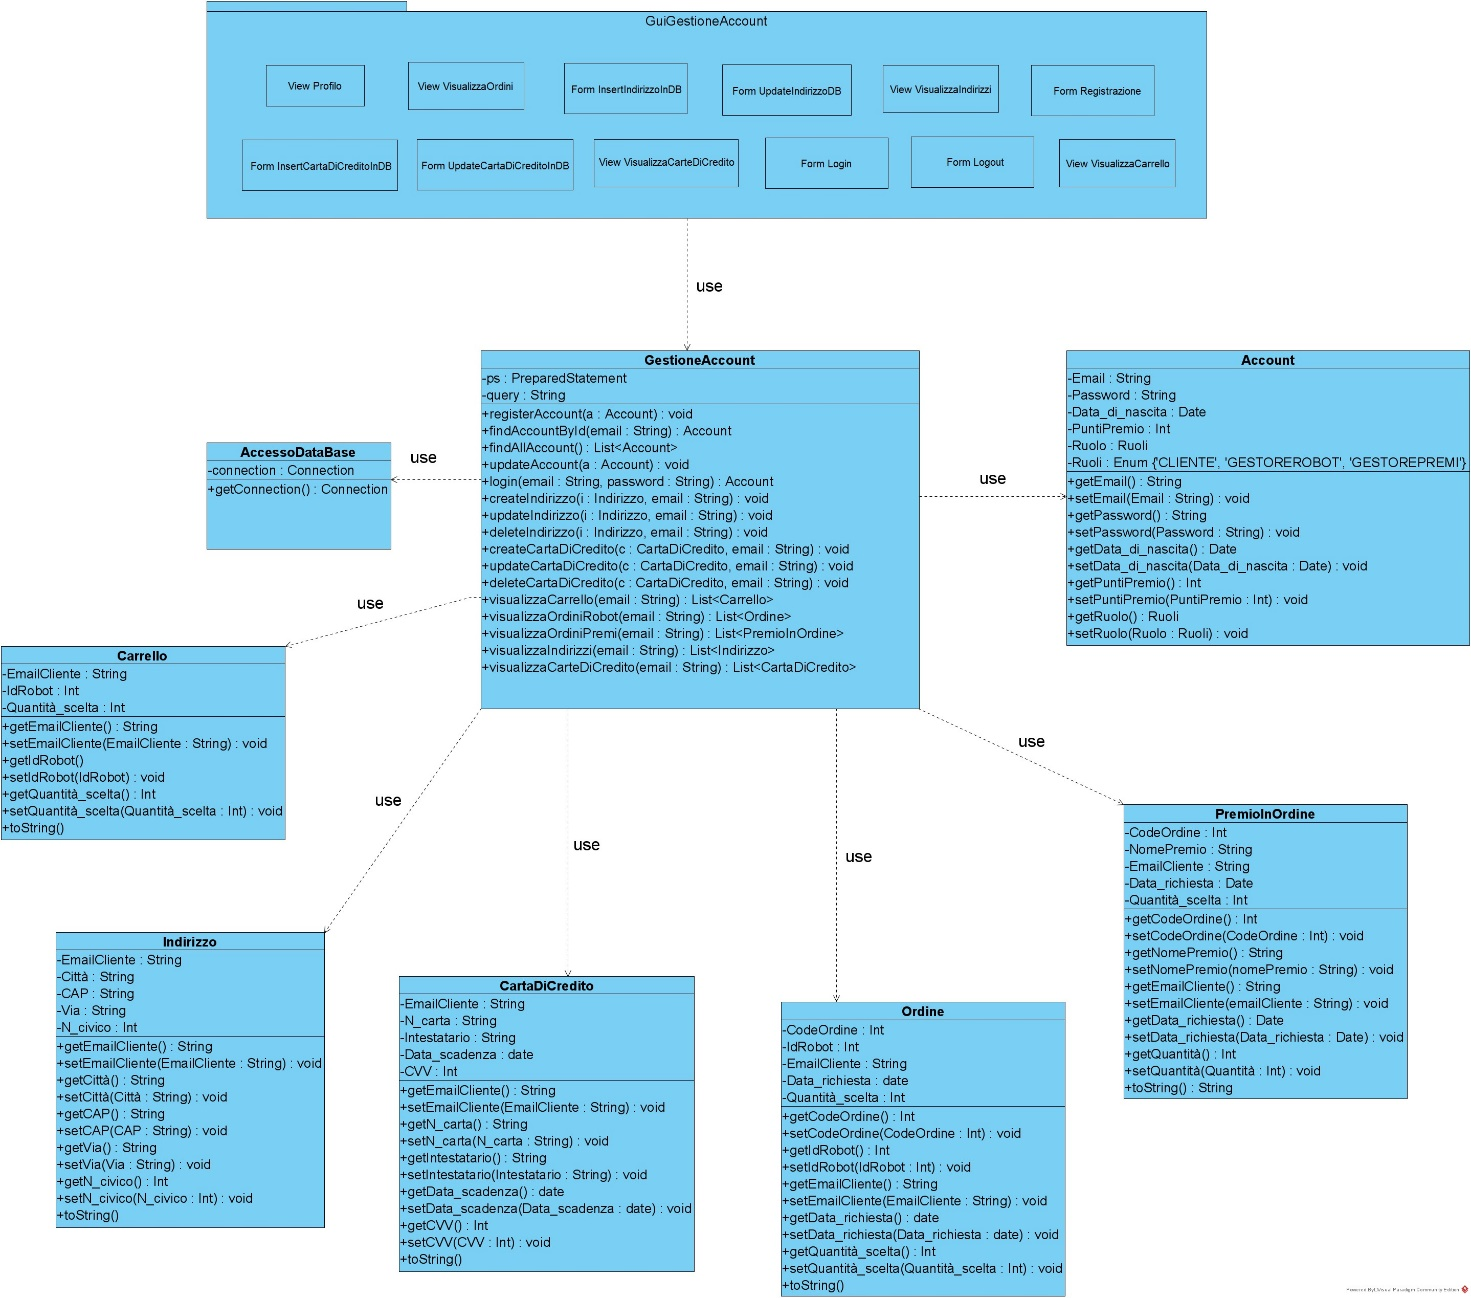 GuiGestioneAccount
View Profilo
View VisualizzaOrdini
Form InsertIndirizzoInDB
Form UpdateIndirizzoDB
View VisualizzaIndirizzi
Form Registrazione
Form InsertCartaDiCreditoInDB
Form UpdateCartaDiCreditoInDB
View VisualizzaCarteDiCredito
Form Login
Form Logout
View VisualizzaCarrello
use
GestioneAccount
-ps : PreparedStatement
-query : String
+registerAccount(a : Account) : void
+findAccountById(email : String) : Account
+findAllAccount() : List<Account>
+updateAccount(a : Account) : void
+login(email : String, password : String) : Account
+createIndirizzo(i : Indirizzo, email : String) : void
+updateIndirizzo(i : Indirizzo, email : String) : void
+deleteIndirizzo(i : Indirizzo, email : String) : void
+createCartaDiCredito(c : CartaDiCredito, email : String) : void
+updateCartaDiCredito(c : CartaDiCredito, email : String) : void
+deleteCartaDiCredito(c : CartaDiCredito, email : String) : void
+visualizzaCarrello(email : String) : List<Carrello>
+visualizzaOrdiniRobot(email : String) : List<Ordine>
+visualizzaOrdiniPremi(email : String) : List<PremioInOrdine>
+visualizzaIndirizzi(email : String) : List<Indirizzo>
+visualizzaCarteDiCredito(email : String) : List<CartaDiCredito>
use
Account
-Email : String
-Password : String
-Data_di_nascita : Date
-PuntiPremio : Int
-Ruolo : Ruoli
-Ruoli : Enum {'CLIENTE', 'GESTOREROBOT', 'GESTOREPREMI'}
+getEmail() : String
+setEmail(Email : String) : void
+getPassword() : String
+setPassword(Password : String) : void
+getData_di_nascita() : Date
+setData_di_nascita(Data_di_nascita : Date) : void
+getPuntiPremio() : Int
+setPuntiPremio(PuntiPremio : Int) : void
+getRuolo() : Ruoli
+setRuolo(Ruolo : Ruoli) : void
use
AccessoDataBase
-connection : Connection
+getConnection() : Connection
use
Carrello
-EmailCliente : String
-IdRobot : Int
-Quantità_scelta : Int
+getEmailCliente() : String
+setEmailCliente(EmailCliente : String) : void
+getIdRobot()
+setIdRobot(IdRobot) : void
+getQuantità_scelta() : Int
+setQuantità_scelta(Quantità_scelta : Int) : void
+toString()
use
Indirizzo
-EmailCliente : String
-Città : String
-CAP : String
-Via : String
-N_civico : Int
+getEmailCliente() : String
+setEmailCliente(EmailCliente : String) : void
+getCittà() : String
+setCittà(Città : String) : void
+getCAP() : String
+setCAP(CAP : String) : void
+getVia() : String
+setVia(Via : String) : void
+getN_civico() : Int
+setN_civico(N_civico : Int) : void
+toString()
use
CartaDiCredito
-EmailCliente : String
-N_carta : String
-Intestatario : String
-Data_scadenza : date
-CVV : Int
+getEmailCliente() : String
+setEmailCliente(EmailCliente : String) : void
+getN_carta() : String
+setN_carta(N_carta : String) : void
+getIntestatario() : String
+setIntestatario(Intestatario : String) : void
+getData_scadenza() : date
+setData_scadenza(Data_scadenza : date) : void
+getCVV() : Int
+setCVV(CVV : Int) : void
+toString()
use
Ordine
-CodeOrdine : Int
-IdRobot : Int
-EmailCliente : String
-Data_richiesta : date
-Quantità_scelta : Int
+getCodeOrdine() : Int
+setCodeOrdine(CodeOrdine : Int) : void
+getIdRobot() : Int
+setIdRobot(IdRobot : Int) : void
+getEmailCliente() : String
+setEmailCliente(EmailCliente : String) : void
+getData_richiesta() : date
+setData_richiesta(Data_richiesta : date) : void
+getQuantità_scelta() : Int
+setQuantità_scelta(Quantità_scelta : Int) : void
+toString()
use
PremioInOrdine
-CodeOrdine : Int
-NomePremio : String
-EmailCliente : String
-Data_richiesta : Date
-Quantità_scelta : Int
+getCodeOrdine() : Int
+setCodeOrdine(CodeOrdine : Int) : void
+getNomePremio() : String
+setNomePremio(nomePremio : String) : void
+getEmailCliente() : String
+setEmailCliente(emailCliente : String) : void
+getData_richiesta() : Date
+setData_richiesta(Data_richiesta : Date) : void
+getQuantità() : Int
+setQuantità(Quantità : Int) : void
+toString() : String
Powered By Visual Paradigm Community Edition